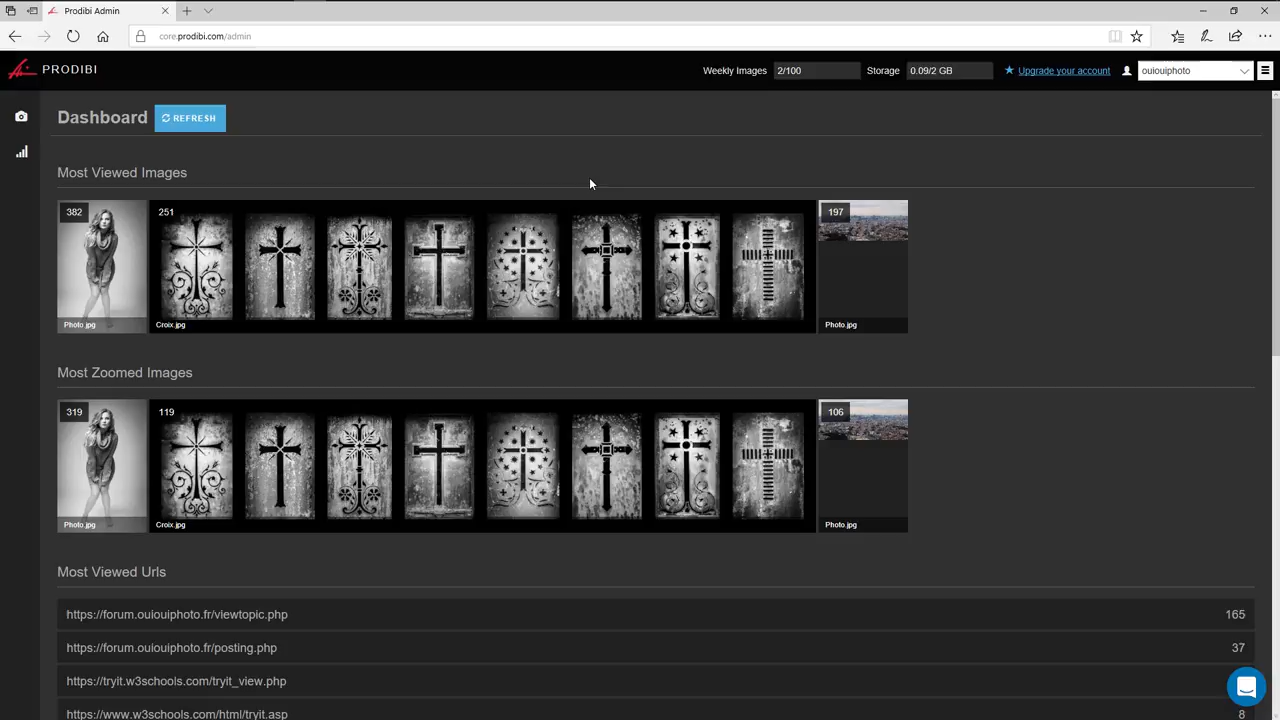 Prodibi Admin
core.prodibi.com/admin
PRODIBI
Weekly Images 2/100 Storage 0.09/2 GB Upgrade your account ouiouiphoto
Dashboard REFRESH
Most Viewed Images
382 251 197
Photo.jpg Croix.jpg Photo.jpg
Most Zoomed Images
319 119 106
Photo.jpg Croix.jpg Photo.jpg
Most Viewed Urls
https://forum.ouiouiphoto.fr/viewtopic.php 165
https://forum.ouiouiphoto.fr/posting.php 37
https://tryit.w3schools.com/tryit_view.php
https://www.w3schools.com/html/tryit.asp 8